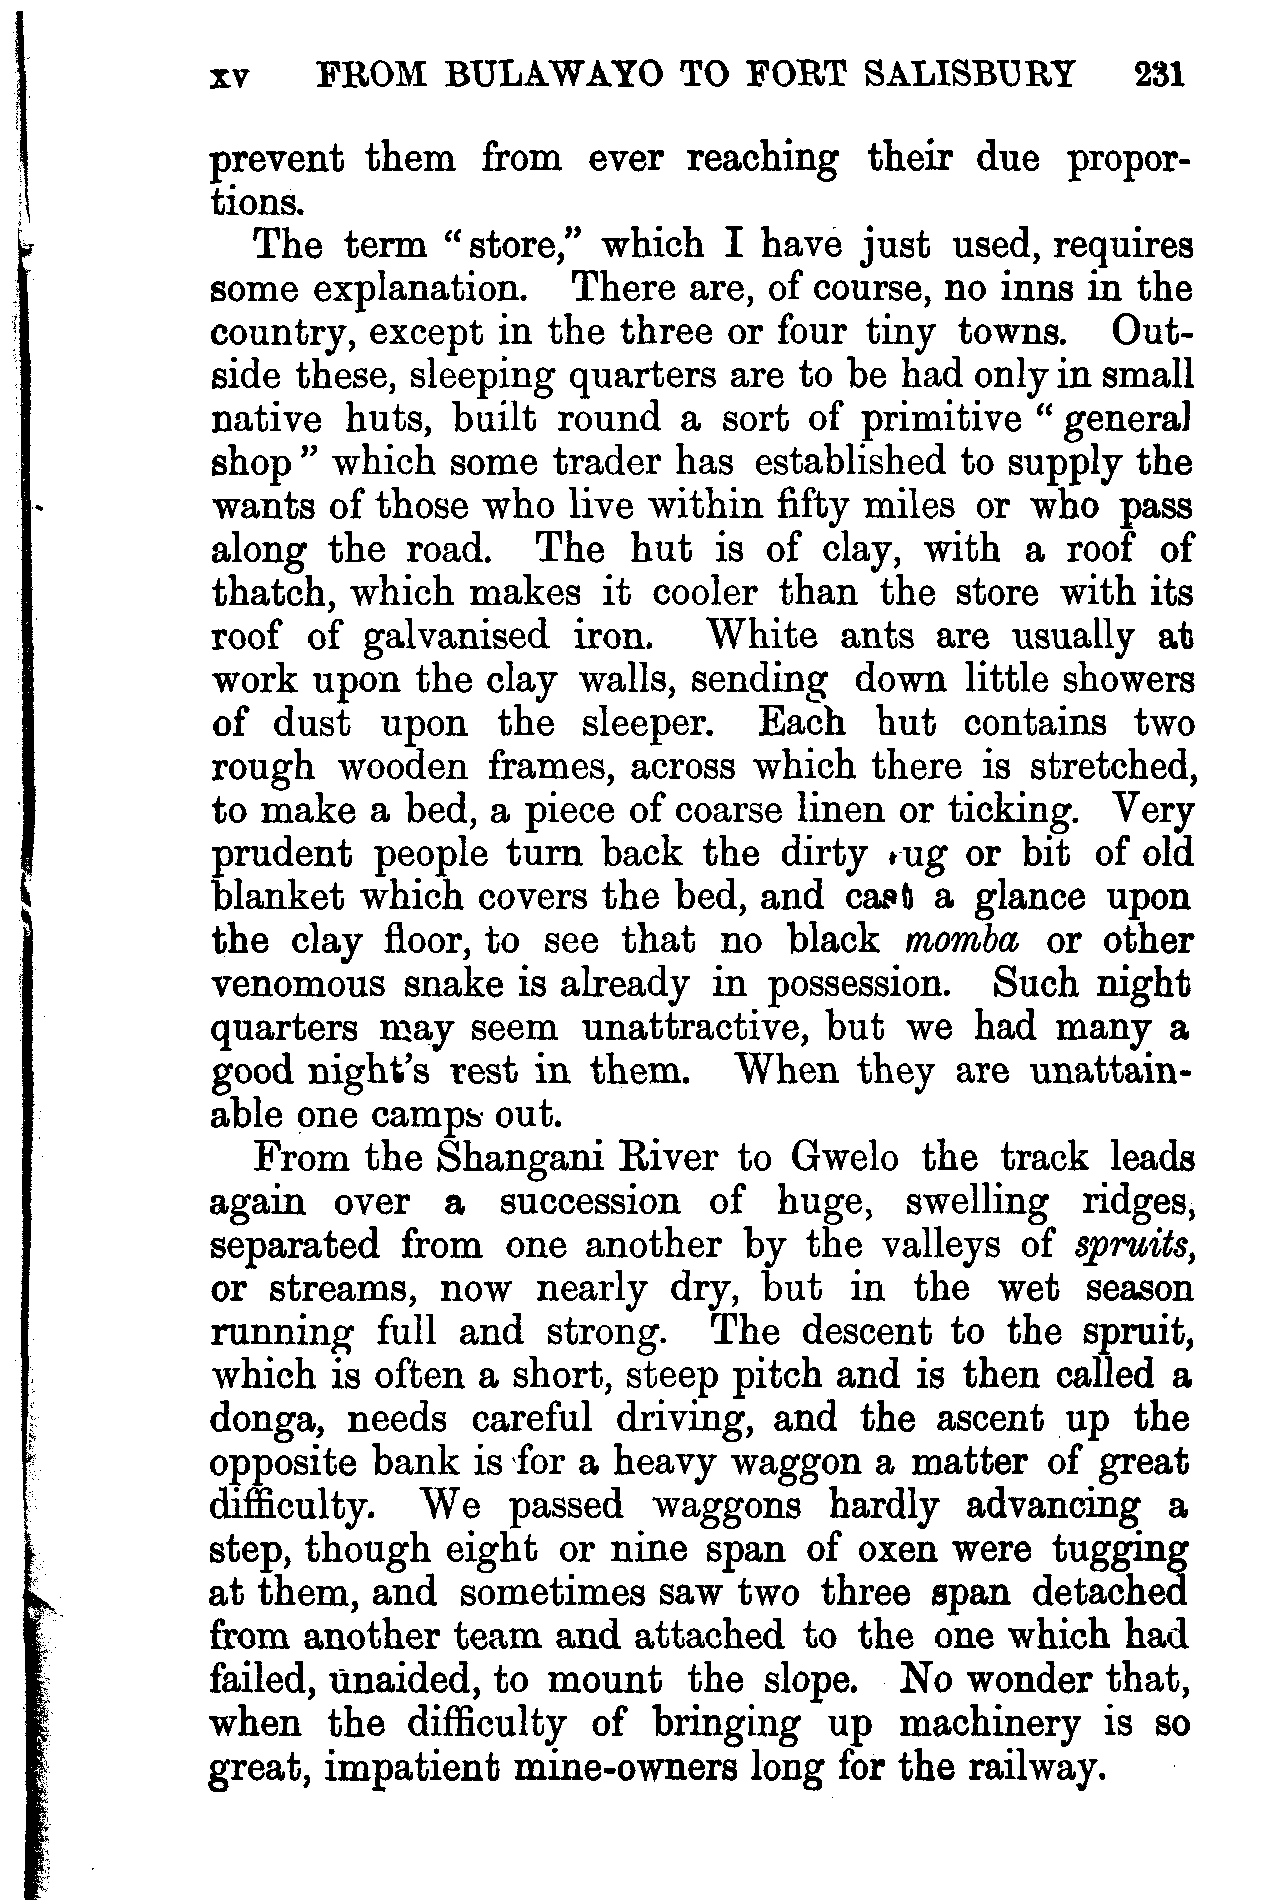 xv FROM BULAWAYO TO FORT SALISBURY 231
prevent them from ever reaching their due propor-
tions.
The term "store," which I have just used, requires
some explanation. There are, of course, no inns in the
country, except in the three or four tiny towns. Out-
side these, sleeping quarters are to be had only in small
native huts, built round a sort of primitive "general
shop" which some trader has established to supply the
wants of those who live within fifty miles or who pass
along the road. The hut is of clay, with a roof of
thatch, which makes it cooler than the store with its
roof of galvanised iron. White ants are usually at
work upon the clay walls, sending down little showers
of dust upon the sleeper. Each hut contains two
rough wooden frames, across which there is stretched,
to make a bed, a piece of coarse linen or ticking. Very
prudent people turn back the dirty rug or bit of old
blanket which covers the bed, and cast a glance upon
the clay floor, to see that no black momba or other
venomous snake is already in possession. Such night
quarters may seem unattractive, but we had many a
good night's rest in them. When they are unattain-
able one camps out.
From the Shangani River to Gwelo the track leads
again over a succession of huge, swelling ridges,
separated from one another by the valleys of spruits,
or streams, now nearly dry, but in the wet season
running full and strong. The descent to the spruit,
which is often a short, steep pitch and is then called a
donga, needs careful driving, and the ascent up the
opposite bank is for a heavy waggon a matter of great
difficulty. We passed waggons hardly advancing a
step, though eight or nine span of oxen were tugging
at them, and sometimes saw two three span detached
from another team and attached to the one which had
failed, unaided, to mount the slope. No wonder that,
when the difficulty of bringing up machinery is so
great, impatient mine-owners long for the railway.